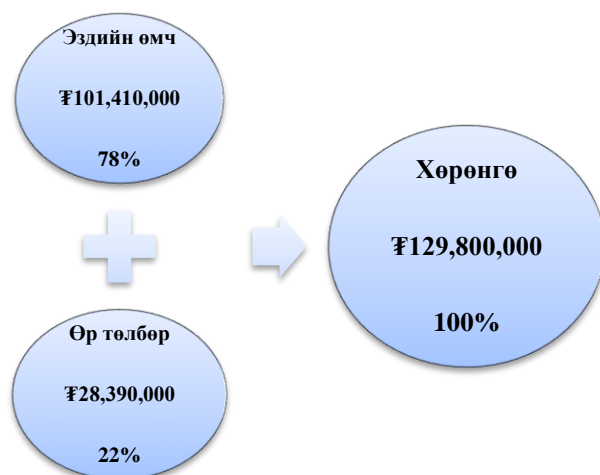 Эздийн өмч
₮101,410,000
78%
Өр төлбөр
₮28,390,000
22%
Хөрөнгө
₮129,800,000
100%